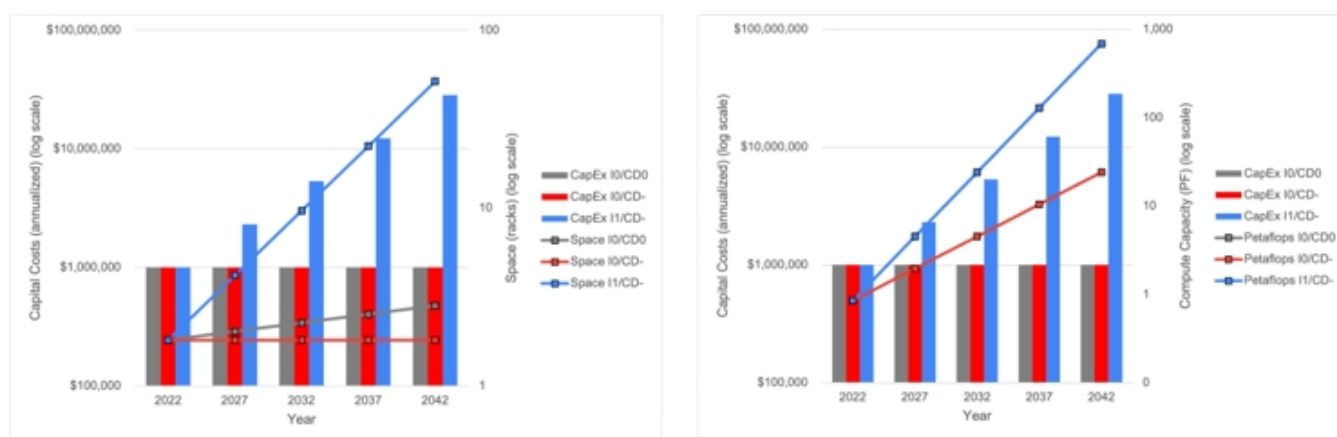 $100,000,000
$10,000,000
$1,000,000
$100,000
Capital Costs (annualized) (log scale)
100
10
1
Space (racks) (log scale)
2022 2027 2032 2037 2042
Year
CapEx I0/CD0
CapEx I0/CD-
CapEx I1/CD-
Space I0/CD0
Space I0/CD-
Space I1/CD-
$100,000,000
$10,000,000
$1,000,000
$100,000
Capital Costs (annualized) (log scale)
1,000
100
10
1
0
Compute Capacity (PF) (log scale)
2022 2027 2032 2037 2042
Year
CapEx I0/CD0
CapEx I0/CD-
CapEx I1/CD-
Petaflops I0/CD0
Petaflops I0/CD-
Petaflops I1/CD-